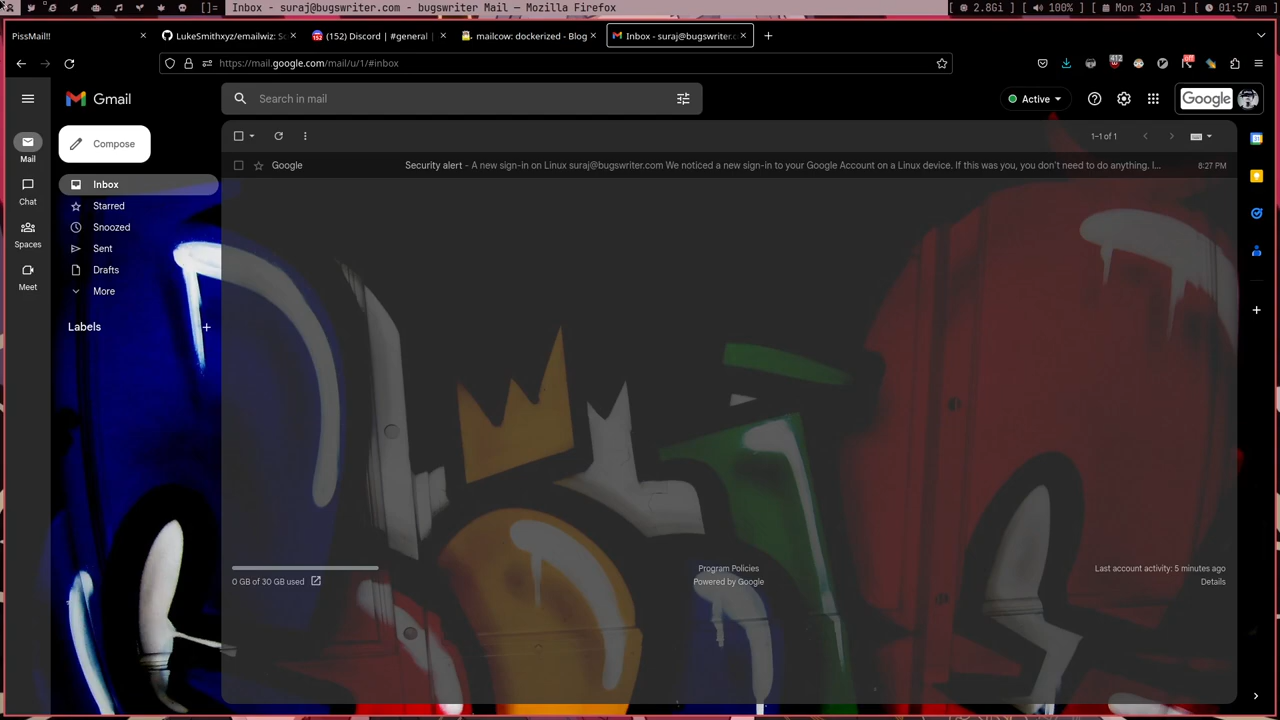 []= Inbox - suraj@bugswriter.com - bugswriter Mail — Mozilla Firefox [ 2.8Gi ] [ 100% ] [ Mon 23 Jan ] [ 01:57 am ]
PissMail!! LukeSmithxyz/emailwiz: Sc (152) Discord | #general | mailcow: dockerized - Blog Inbox - suraj@bugswriter.c
https://mail.google.com/mail/u/1/#inbox 412 off
Gmail Search in mail Active Google
Compose 1–1 of 1
Mail
Google Security alert - A new sign-in on Linux suraj@bugswriter.com We noticed a new sign-in to your Google Account on a Linux device. If this was you, you don't need to do anything. I... 8:27 PM
Inbox
Chat
Starred
Snoozed
Spaces
Sent
Drafts
Meet
More
Labels
Program Policies Last account activity: 5 minutes ago
0 GB of 30 GB used Powered by Google Details